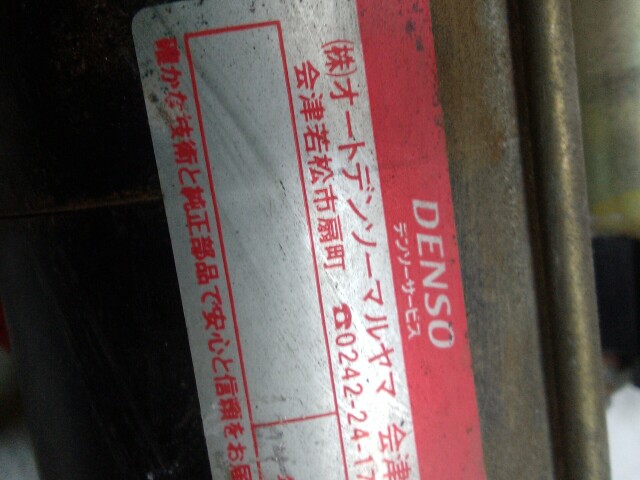 DENSO
デンソーサービス
(株)オートデンソーマルヤマ 会津
会津若松市扇町 ☎0242-24-17
確かな技術と純正部品で安心と信頼をお届